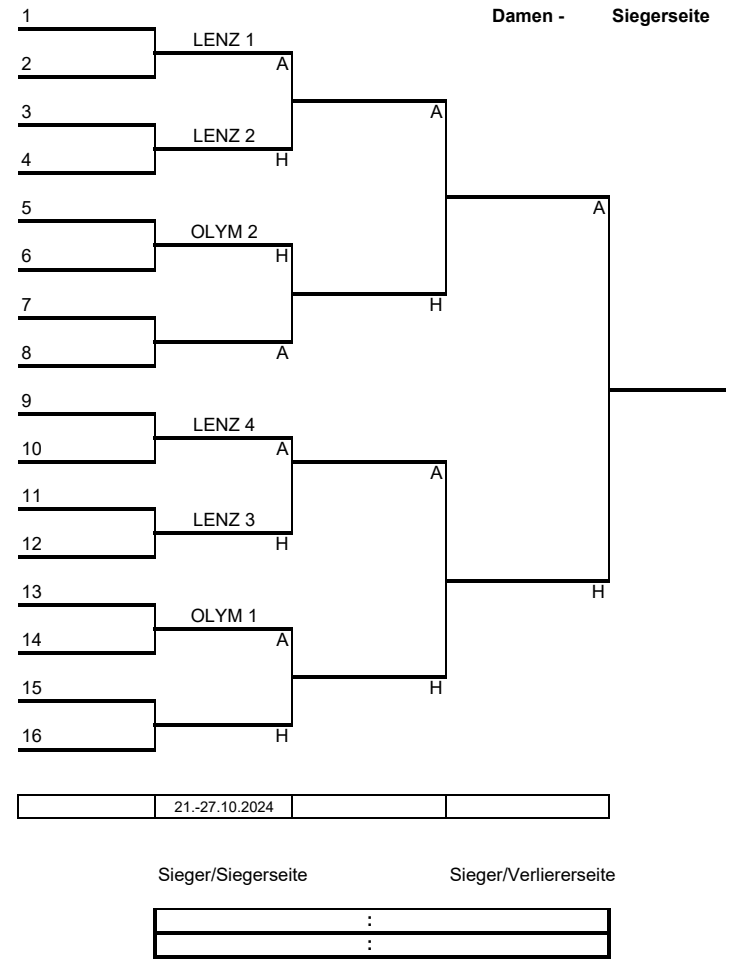 Damen - Siegerseite
1
LENZ 1
2
A
3
A
LENZ 2
4
H
5
A
OLYM 2
6
H
7
H
8
A
9
LENZ 4
10
A
A
11
LENZ 3
12
H
13
H
OLYM 1
14
A
15
H
16
H
21.-27.10.2024
Sieger/Siegerseite Sieger/Verliererseite
:
: